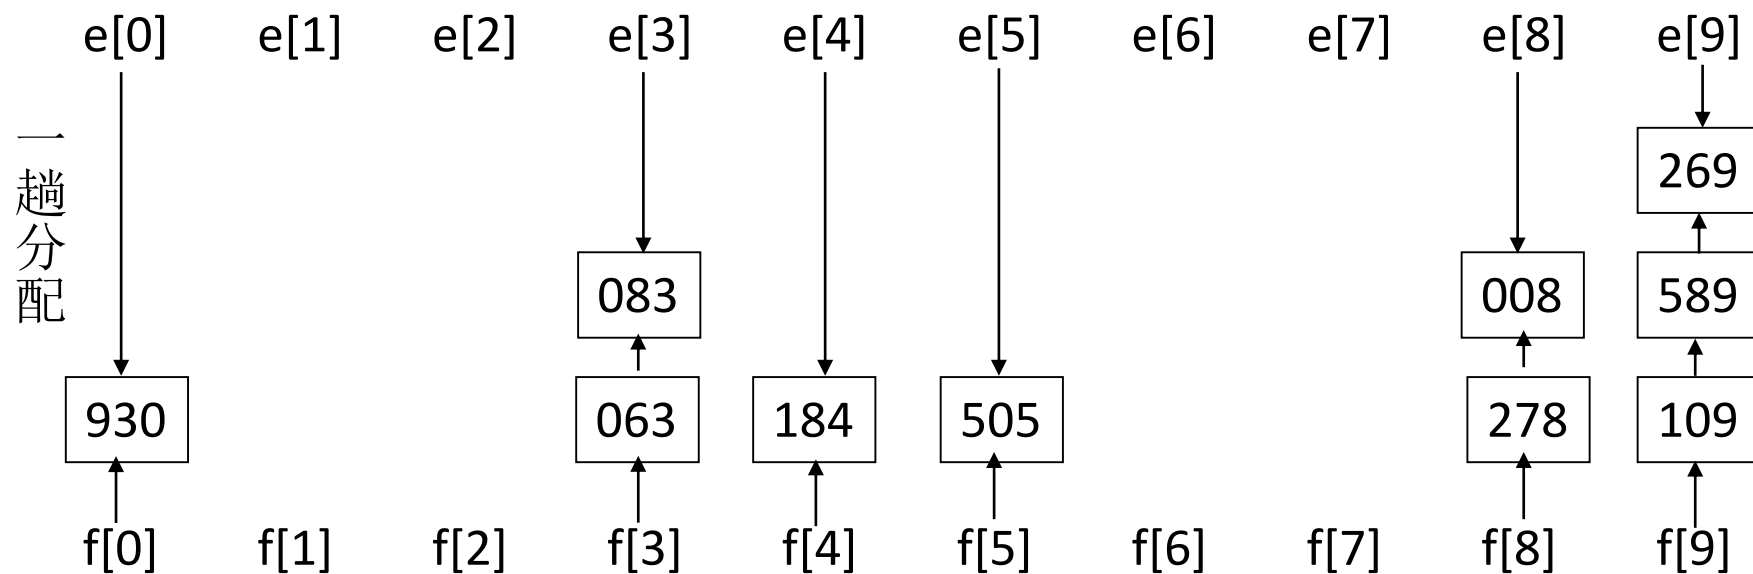 e[0] e[1] e[2] e[3] e[4] e[5] e[6] e[7] e[8] e[9]
一趟分配
269
083 008 589
930 063 184 505 278 109
f[0] f[1] f[2] f[3] f[4] f[5] f[6] f[7] f[8] f[9]